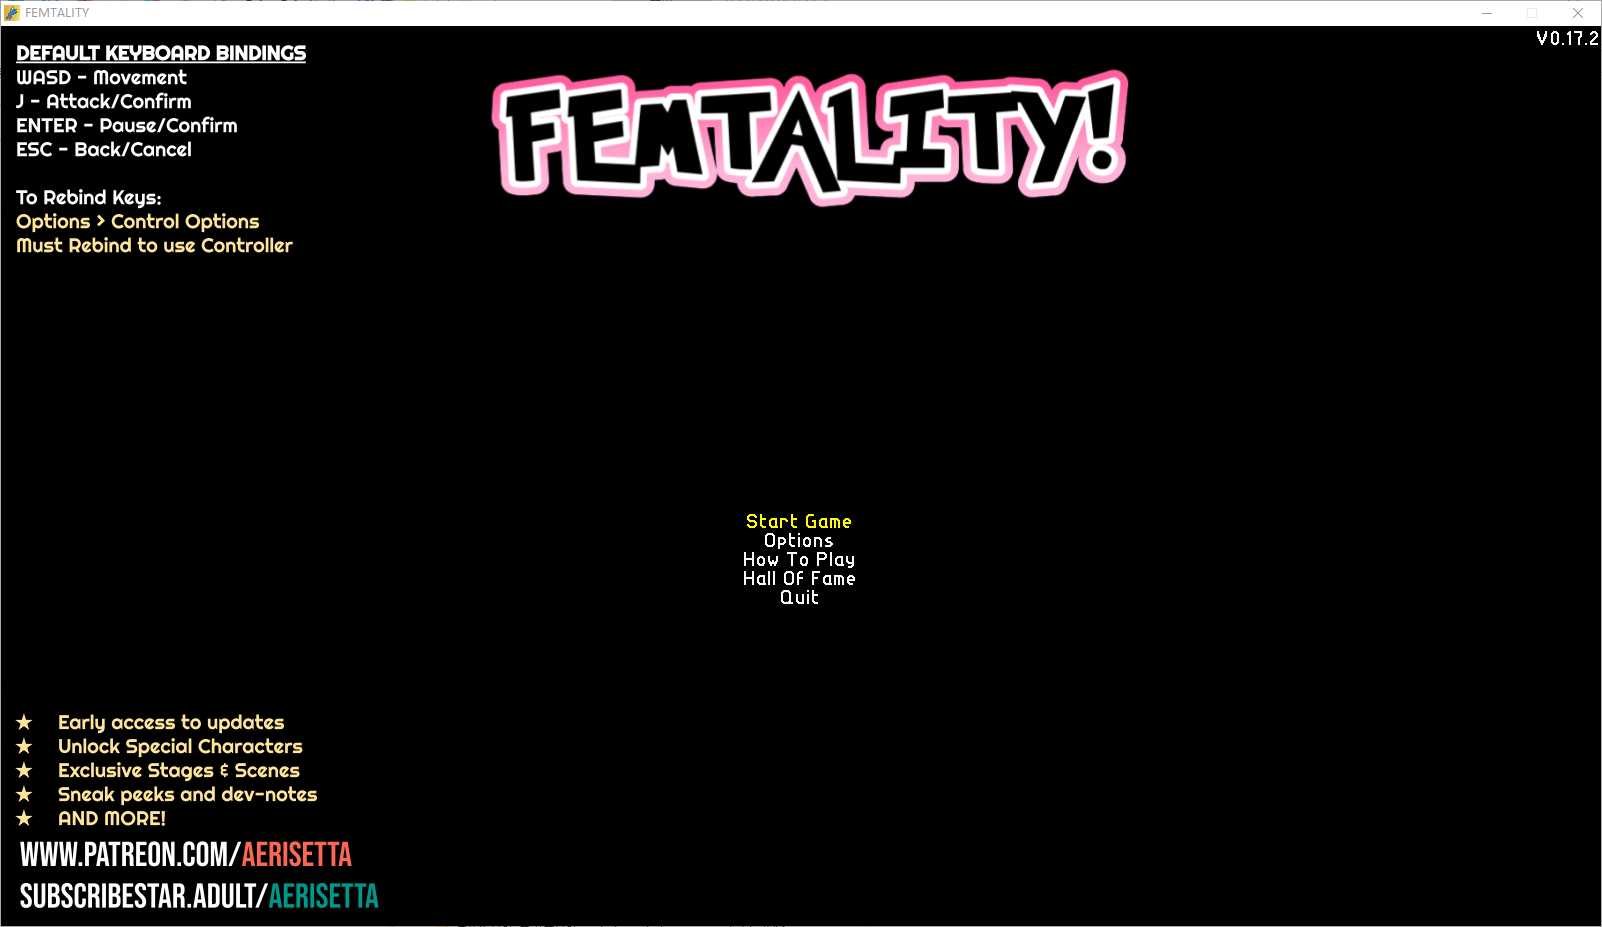 FEMTALITY
V0.17.2
DEFAULT KEYBOARD BINDINGS
WASD - Movement
J - Attack/Confirm
ENTER - Pause/Confirm
ESC - Back/Cancel
To Rebind Keys:
Options > Control Options
Must Rebind to use Controller
FEMTALITY!
Start Game
Options
How To Play
Hall Of Fame
Quit
★ Early access to updates
★ Unlock Special Characters
★ Exclusive Stages & Scenes
★ Sneak peeks and dev-notes
★ AND MORE!
WWW.PATREON.COM/AERISETTA
SUBSCRIBESTAR.ADULT/AERISETTA